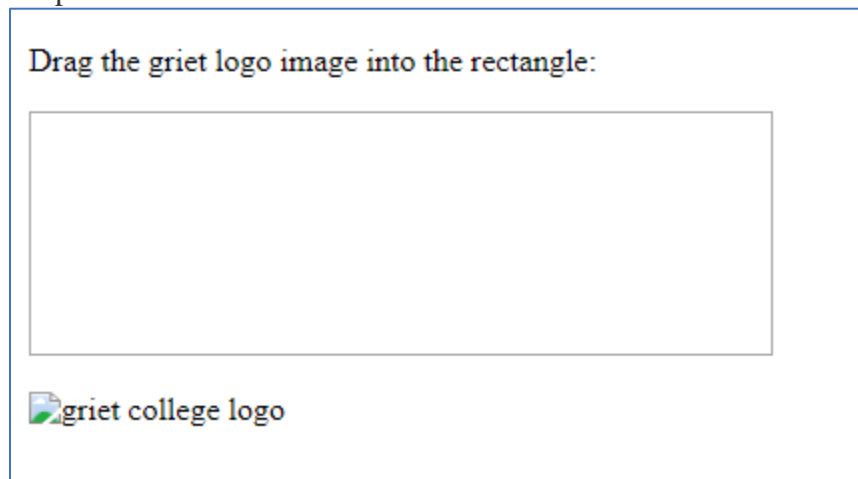 Drag the griet logo image into the rectangle:
griet college logo